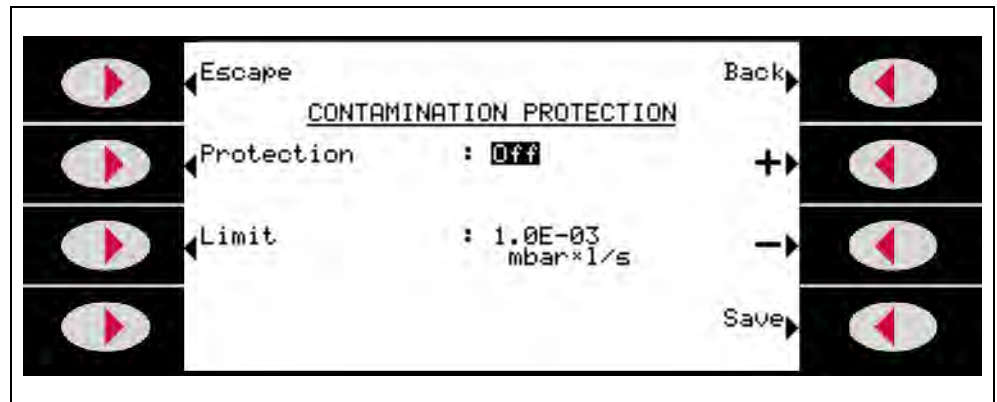 Escape Back
CONTAMINATION PROTECTION
Protection : Off +
Limit : 1.0E-03 −
mbar×l/s
Save